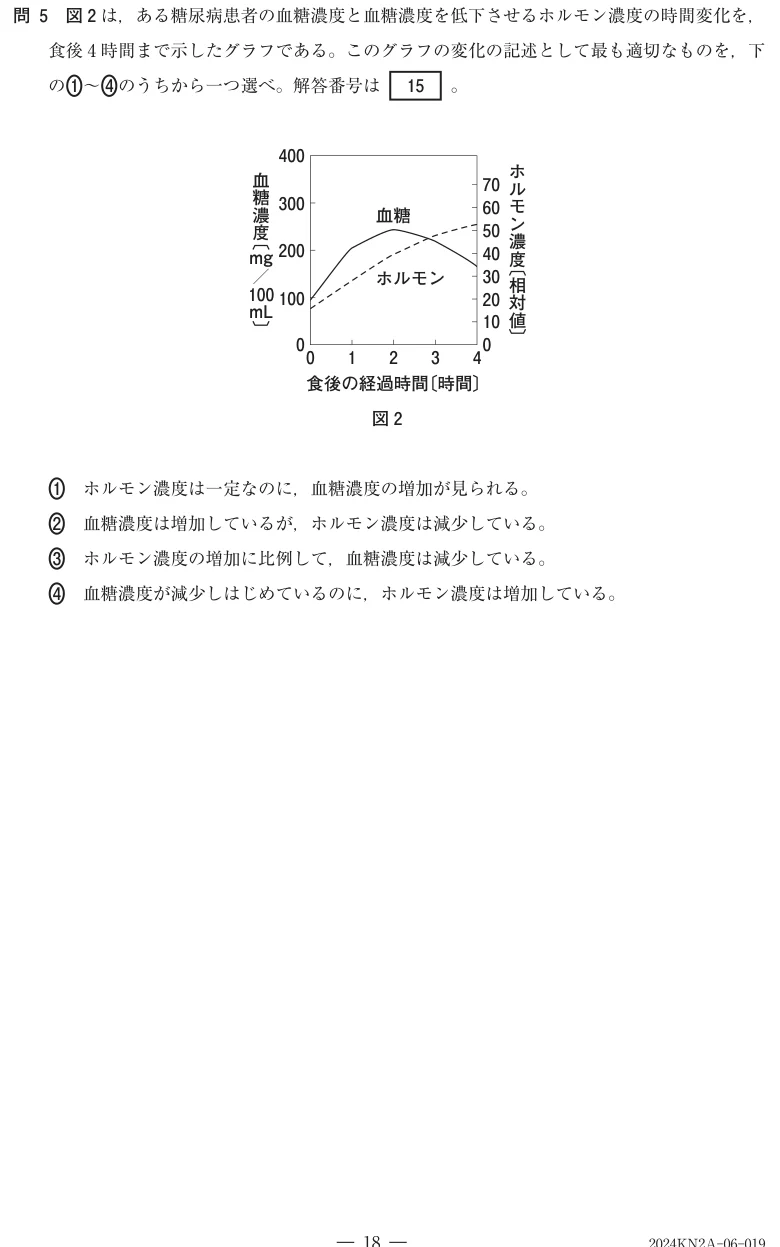 問 5 図2は，ある糖尿病患者の血糖濃度と血糖濃度を低下させるホルモン濃度の時間変化を，
食後4時間まで示したグラフである。このグラフの変化の記述として最も適切なものを，下
の①～④のうちから一つ選べ。解答番号は 15 。
血糖濃度〔mg／100mL〕
400
300
200
100
0
血糖
ホルモン
ホルモン濃度〔相対値〕
70
60
50
40
30
20
10
0
0 1 2 3 4
食後の経過時間〔時間〕
図2
① ホルモン濃度は一定なのに，血糖濃度の増加が見られる。
② 血糖濃度は増加しているが，ホルモン濃度は減少している。
③ ホルモン濃度の増加に比例して，血糖濃度は減少している。
④ 血糖濃度が減少しはじめているのに，ホルモン濃度は増加している。
― 18 ―
2024KN2A-06-019